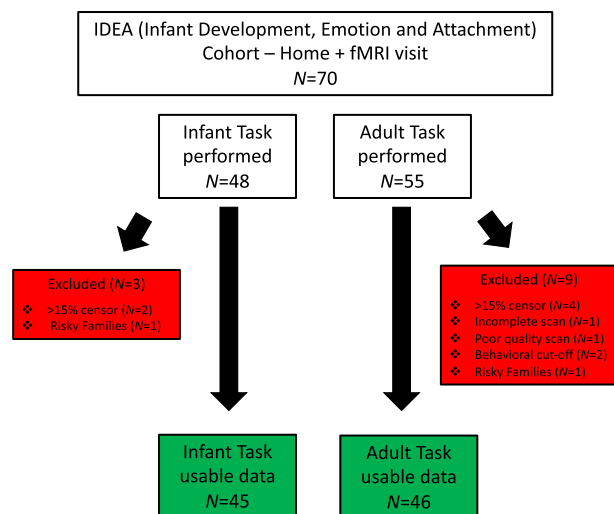 IDEA (Infant Development, Emotion and Attachment)
Cohort – Home + fMRI visit
N=70
Infant Task
performed
N=48
Adult Task
performed
N=55
Excluded (N=3)
❖ >15% censor (N=2)
❖ Risky Families (N=1)
Excluded (N=9)
❖ >15% censor (N=4)
❖ Incomplete scan (N=1)
❖ Poor quality scan (N=1)
❖ Behavioral cut-off (N=2)
❖ Risky Families (N=1)
Infant Task
usable data
N=45
Adult Task
usable data
N=46